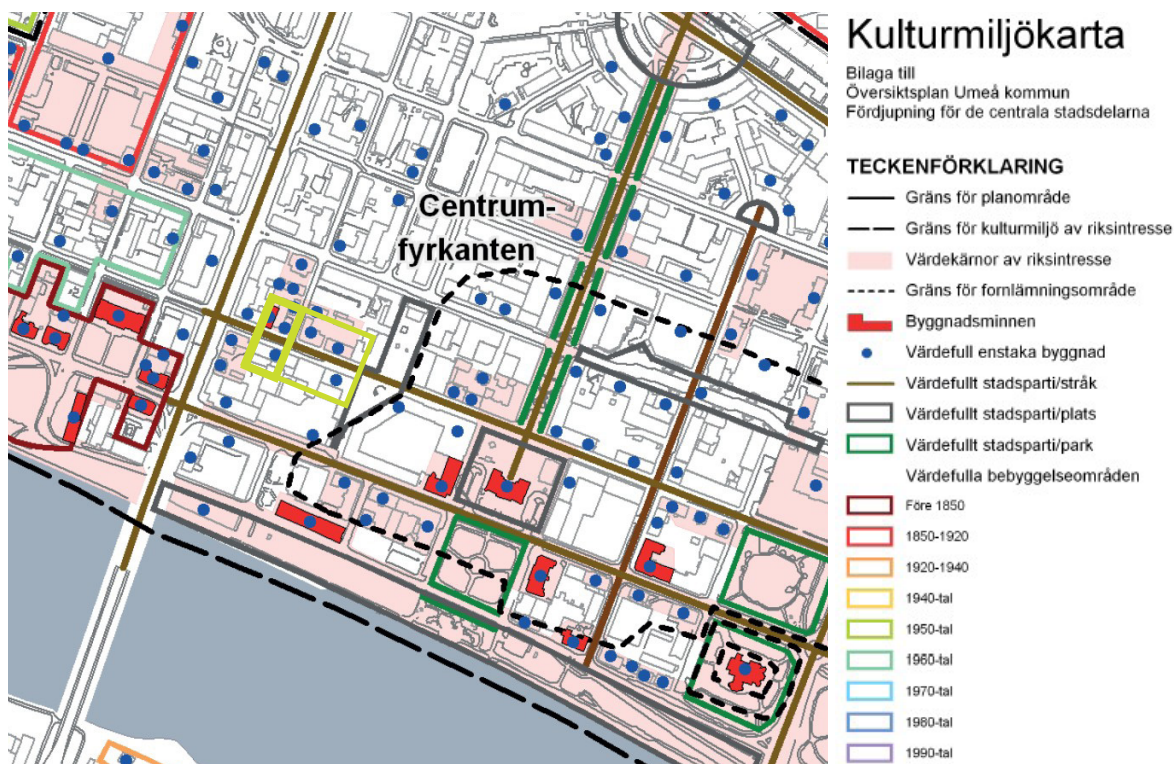 Centrum-
fyrkanten
Kulturmiljökarta
Bilaga till
Översiktsplan Umeå kommun
Fördjupning för de centrala stadsdelarna
TECKENFÖRKLARING
Gräns för planområde
Gräns för kulturmiljö av riksintresse
Värdekärnor av riksintresse
Gräns för fornlämningsområde
Byggnadsminnen
Värdefull enstaka byggnad
Värdefullt stadsparti/stråk
Värdefullt stadsparti/plats
Värdefullt stadsparti/park
Värdefulla bebyggelseområden
Före 1850
1850-1920
1920-1940
1940-tal
1950-tal
1960-tal
1970-tal
1980-tal
1990-tal